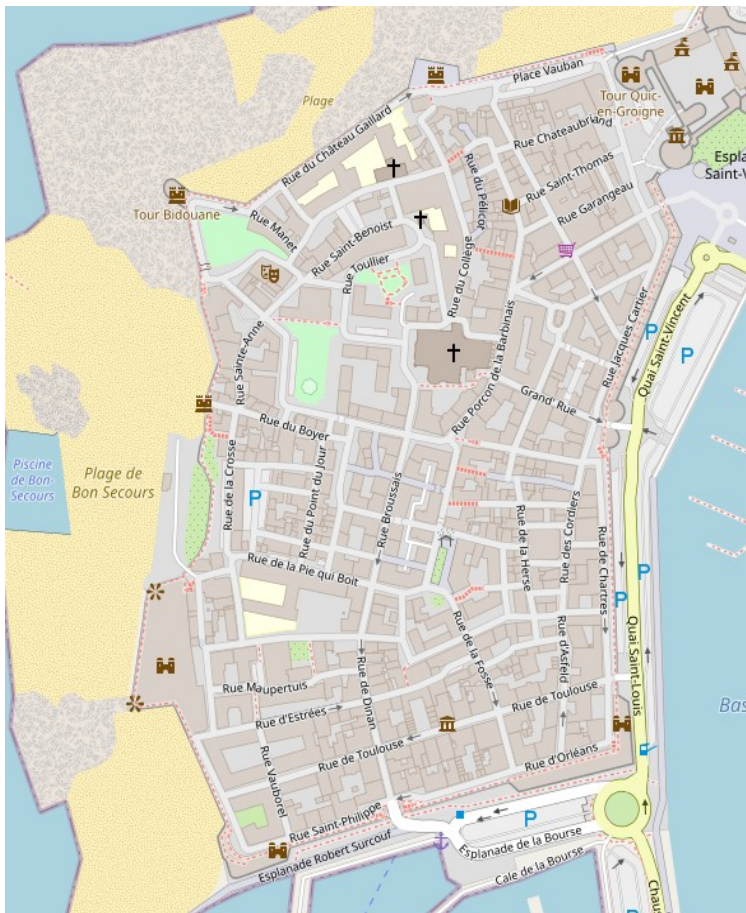 Place Vauban
Plage
Tour Quic-
en-Groigne
Rue du Château Gaillard
Rue Chateaubriand
Rue du Pélicot
Rue Saint-Thomas
Espla
Saint-V
Tour Bidouane
Rue Manet
Rue Saint-Benoist
Rue Garangeau
Rue Toullier
Rue du Collège
Rue Jacques Cartier
Quai Saint-Vincent
P
P
Rue Sainte-Anne
Rue Porcon de la Barbinais
Grand' Rue
Rue du Boyer
Piscine
de Bon-
Secours
Plage de
Bon Secours
Rue de la Crosse
P
Rue du Point du Jour
Rue Broussais
Rue de la Herse
Rue des Cordiers
Rue de Chartres
Rue de la Pie qui Boit
P
P
Quai Saint-Louis
Rue de la Fosse
Rue d'Asfeld
Rue Maupertuis
Rue de Dinan
Rue d'Estrées
Rue de Toulouse
Bas
Rue de Toulouse
Rue d'Orléans
Rue Vauborel
Rue Saint-Philippe
P
Esplanade de la Bourse
Esplanade Robert Surcouf
Cale de la Bourse
Chau
P